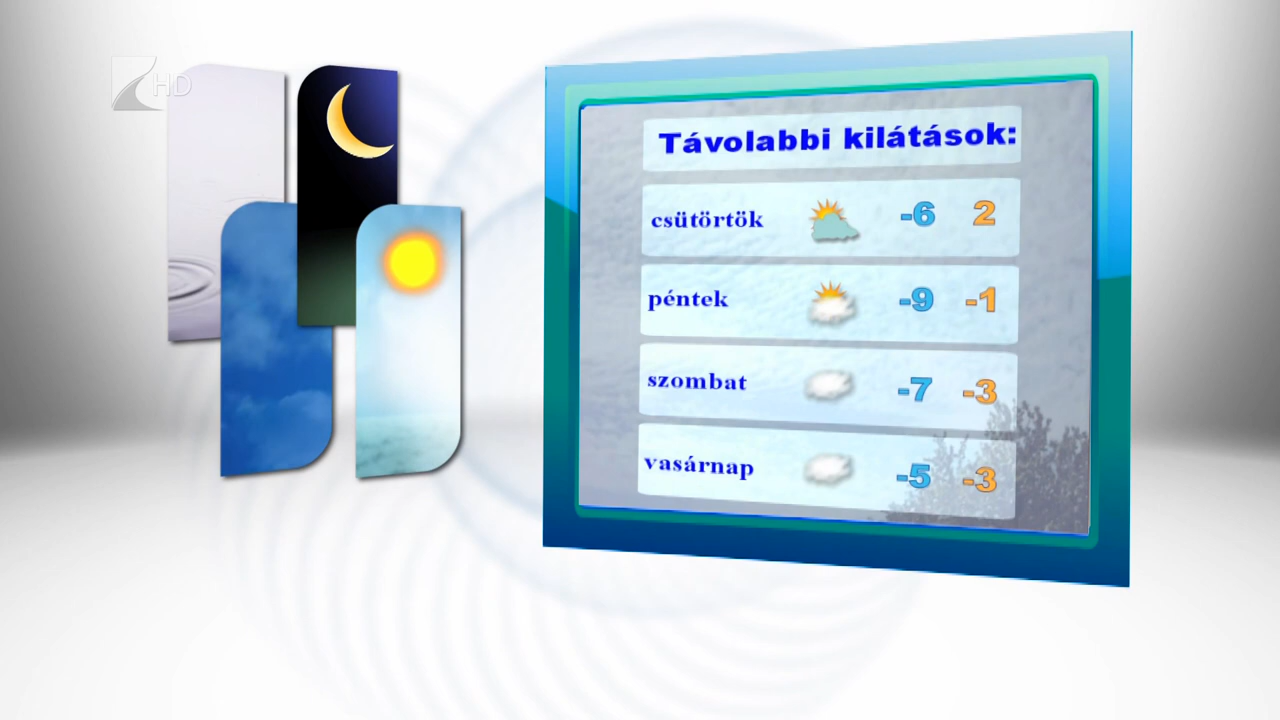 HD
Távolabbi kilátások:
csütörtök -6 2
péntek -9 -1
szombat -7 -3
vasárnap -5 -3